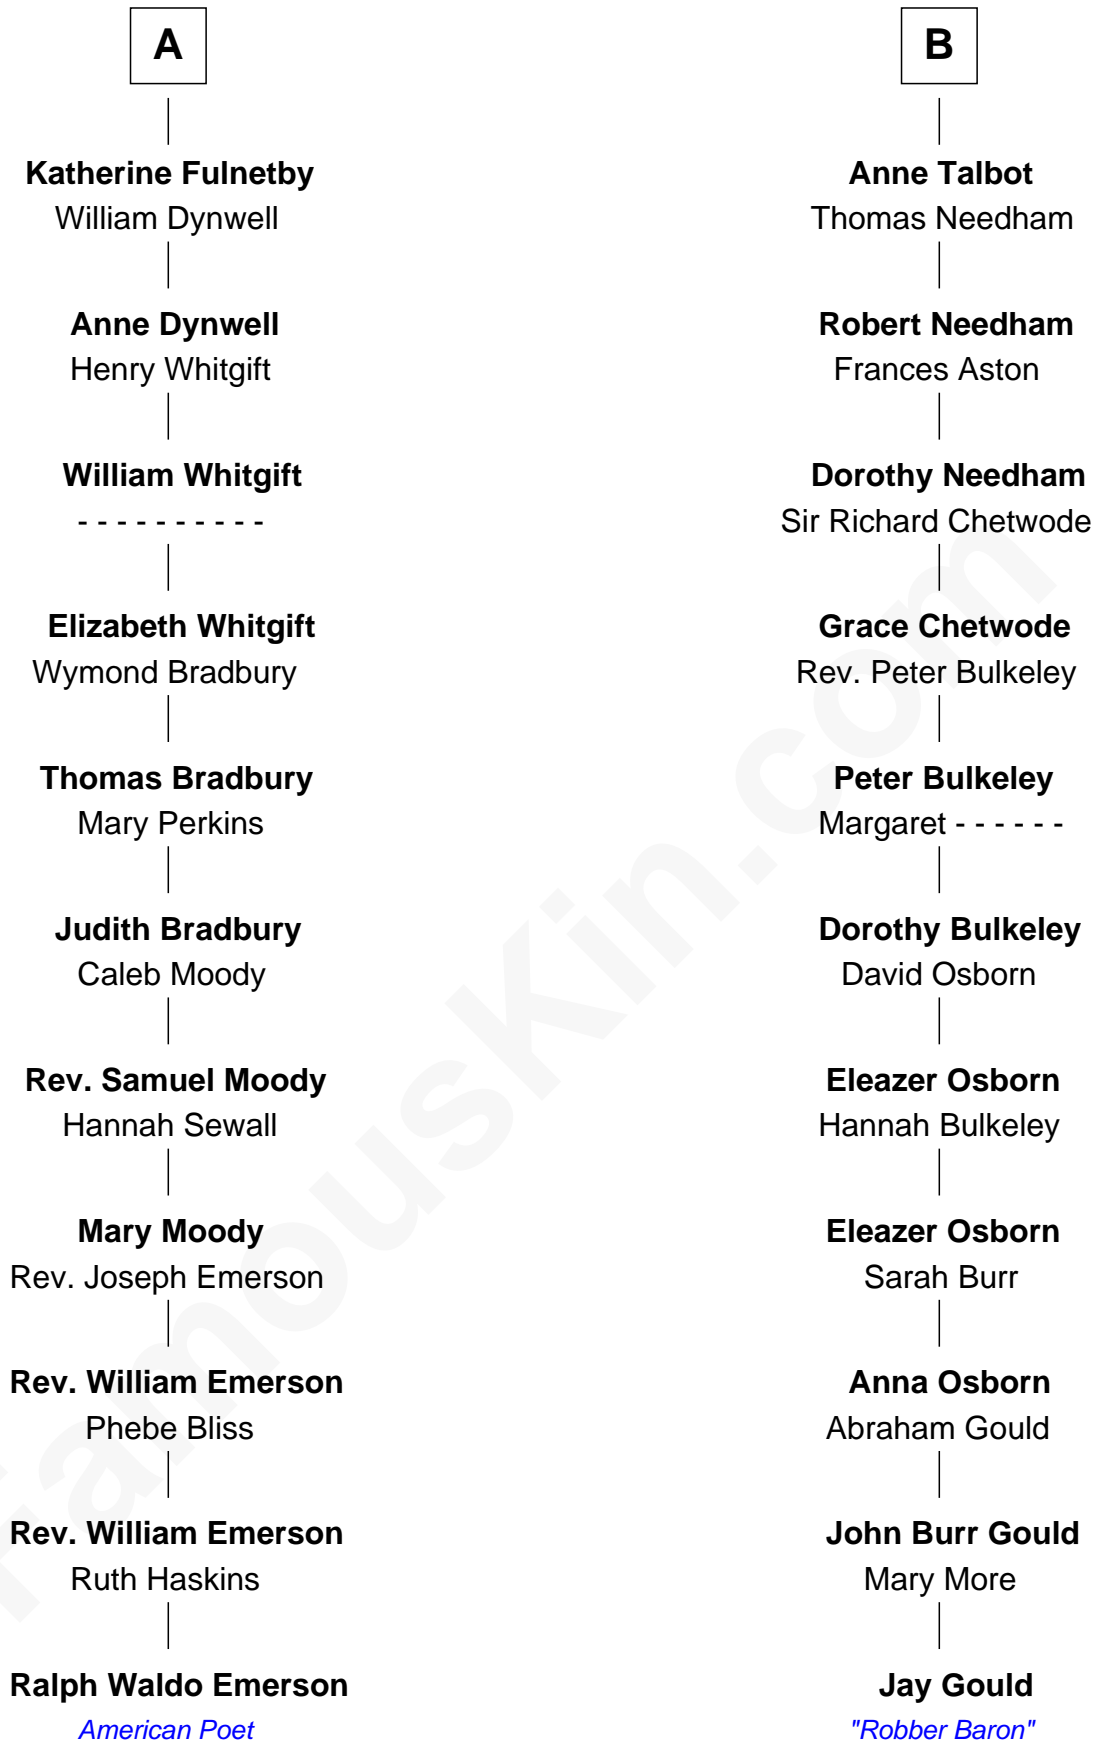 A
Katherine Fulnetby
William Dynwell
Anne Dynwell
Henry Whitgift
William Whitgift
- - - - - - - - - -
Elizabeth Whitgift
Wymond Bradbury
Thomas Bradbury
Mary Perkins
Judith Bradbury
Caleb Moody
Rev. Samuel Moody
Hannah Sewall
Mary Moody
Rev. Joseph Emerson
Rev. William Emerson
Phebe Bliss
Rev. William Emerson
Ruth Haskins
Ralph Waldo Emerson
American Poet
B
Anne Talbot
Thomas Needham
Robert Needham
Frances Aston
Dorothy Needham
Sir Richard Chetwode
Grace Chetwode
Rev. Peter Bulkeley
Peter Bulkeley
Margaret - - - - - -
Dorothy Bulkeley
David Osborn
Eleazer Osborn
Hannah Bulkeley
Eleazer Osborn
Sarah Burr
Anna Osborn
Abraham Gould
John Burr Gould
Mary More
Jay Gould
"Robber Baron"
FamousKin.com